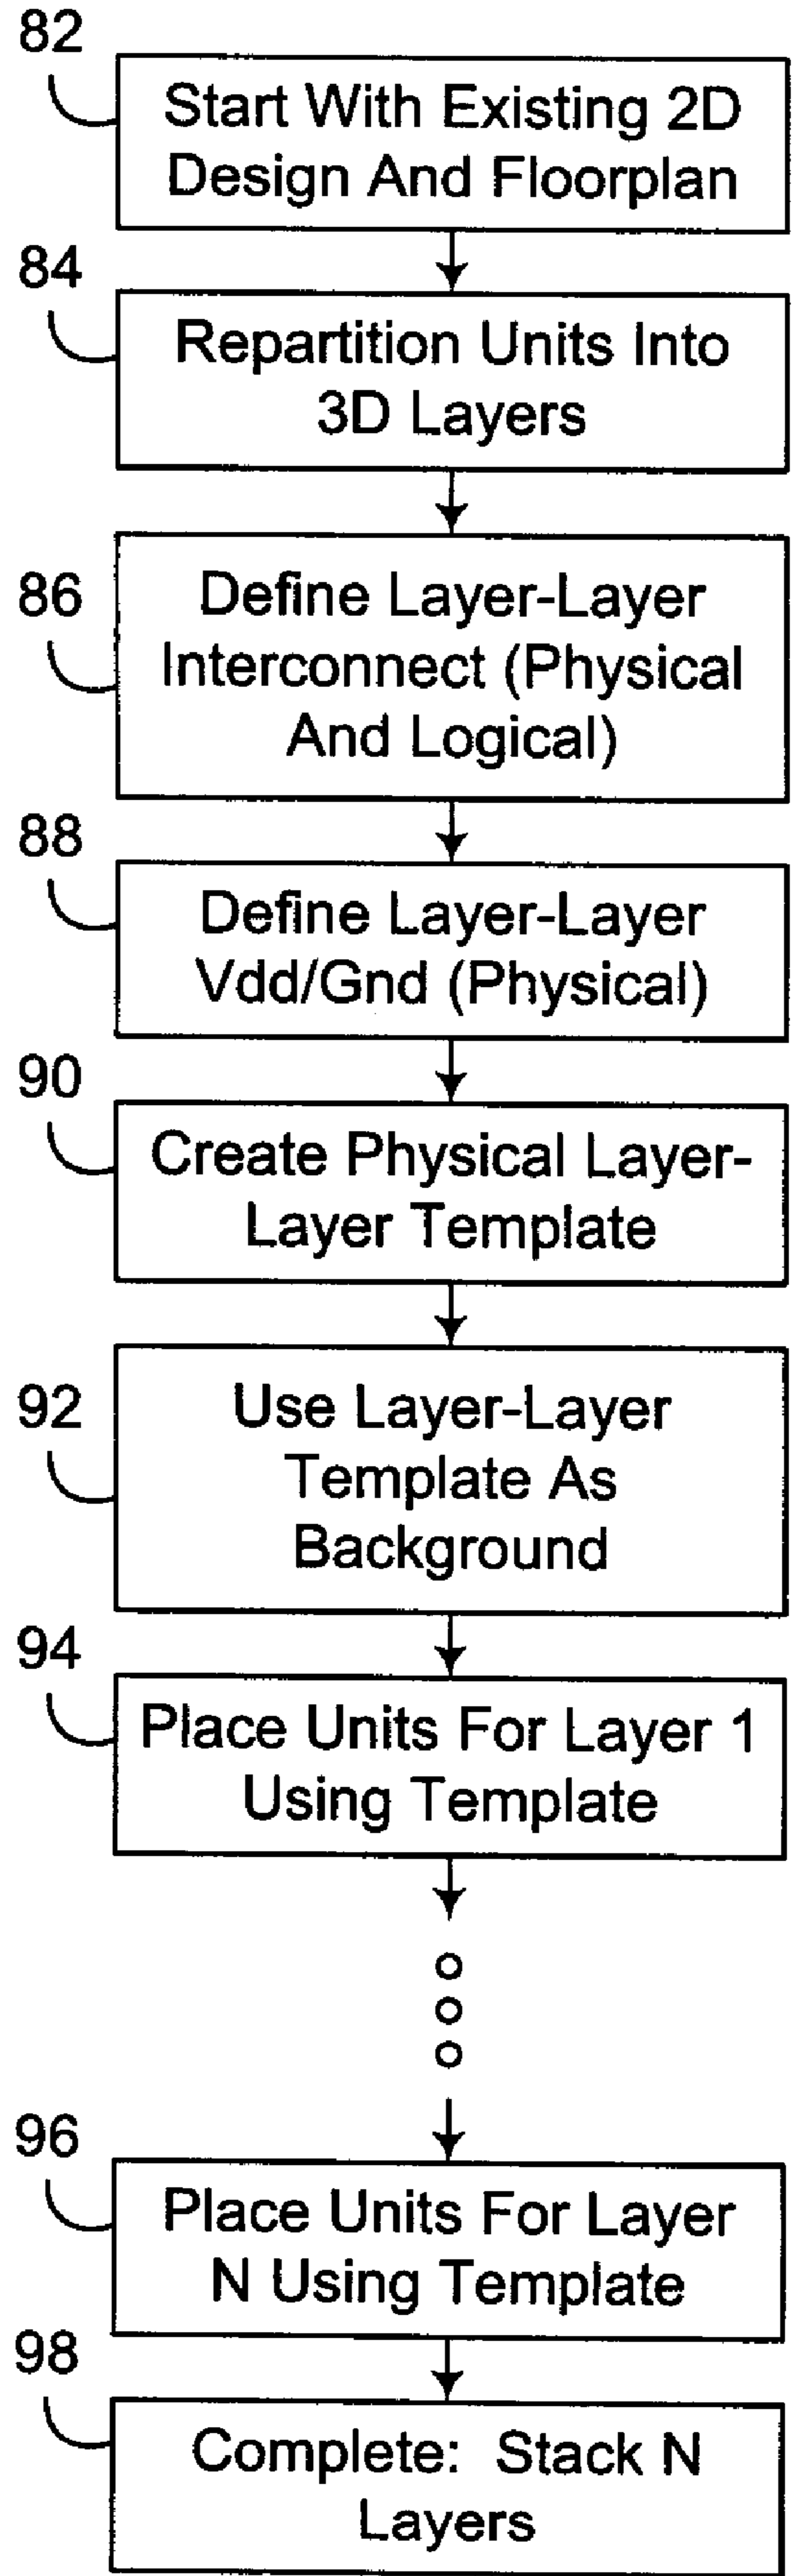 82
Start With Existing 2D
Design And Floorplan
84
Repartition Units Into
3D Layers
86
Define Layer-Layer
Interconnect (Physical
And Logical)
88
Define Layer-Layer
Vdd/Gnd (Physical)
90
Create Physical Layer-
Layer Template
92
Use Layer-Layer
Template As
Background
94
Place Units For Layer 1
Using Template
96
Place Units For Layer
N Using Template
98
Complete: Stack N
Layers